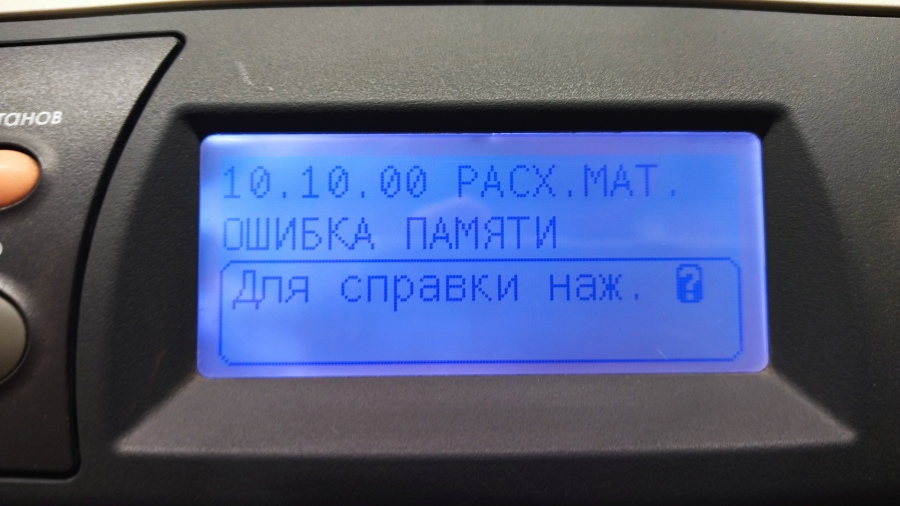 танов
10.10.00 РАСХ.МАТ.
ОШИБКА ПАМЯТИ
Для справки наж. ?